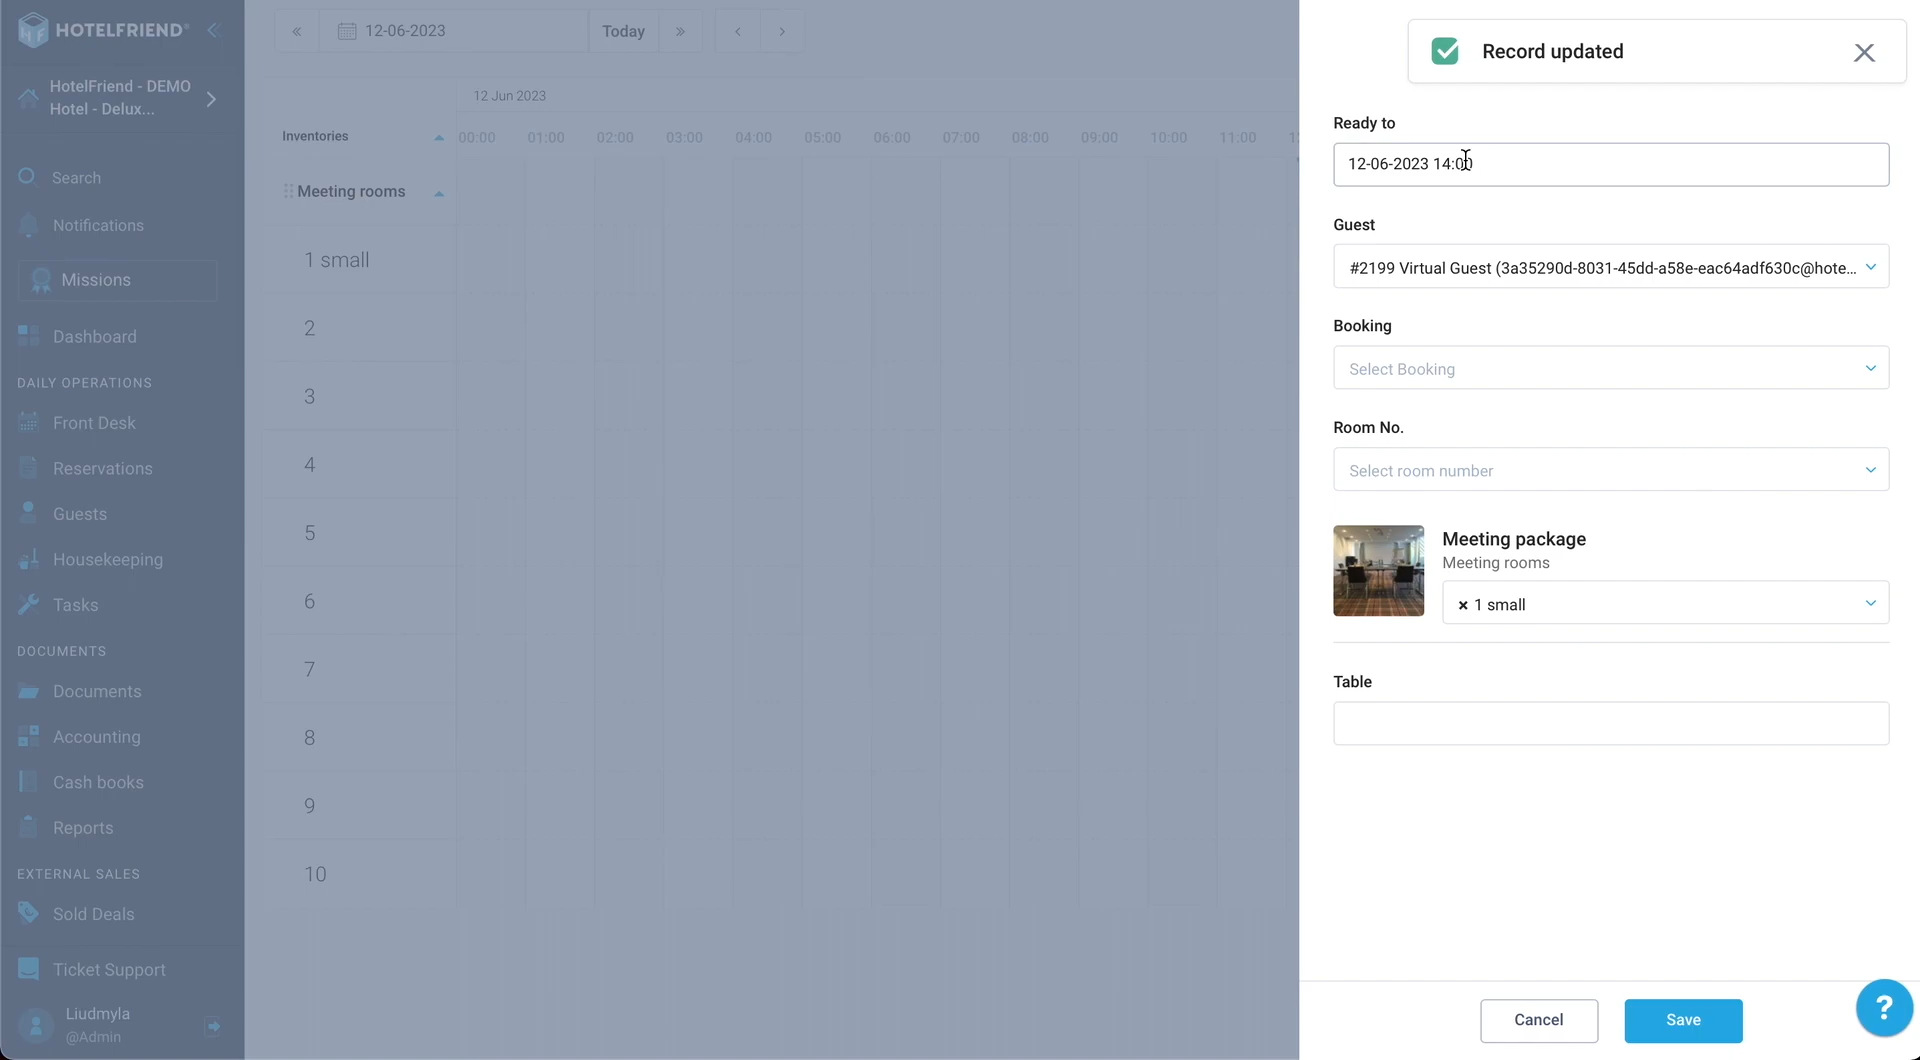 HOTELFRIEND®
HotelFriend - DEMO
Hotel - Delux...
Search
Notifications
Missions
Dashboard
DAILY OPERATIONS
Front Desk
Reservations
Guests
Housekeeping
Tasks
DOCUMENTS
Documents
Accounting
Cash books
Reports
EXTERNAL SALES
Sold Deals
Ticket Support
Liudmyla
@Admin
12-06-2023
Today
12 Jun 2023
Inventories
00:00 01:00 02:00 03:00 04:00 05:00 06:00 07:00 08:00 09:00 10:00 11:00
Meeting rooms
1 small
2
3
4
5
6
7
8
9
10
Record updated
Ready to
12-06-2023 14:00
Guest
#2199 Virtual Guest (3a35290d-8031-45dd-a58e-eac64adf630c@hote...
Booking
Select Booking
Room No.
Select room number
Meeting package
Meeting rooms
× 1 small
Table
Cancel
Save
?